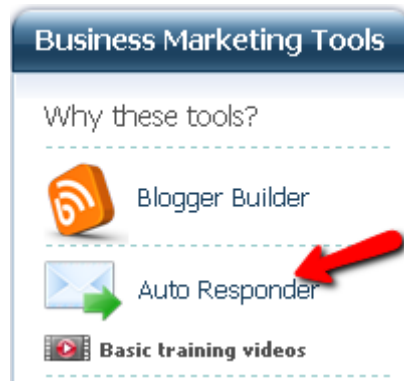 Business Marketing Tools
Why these tools?
Blogger Builder
Auto Responder
Basic training videos